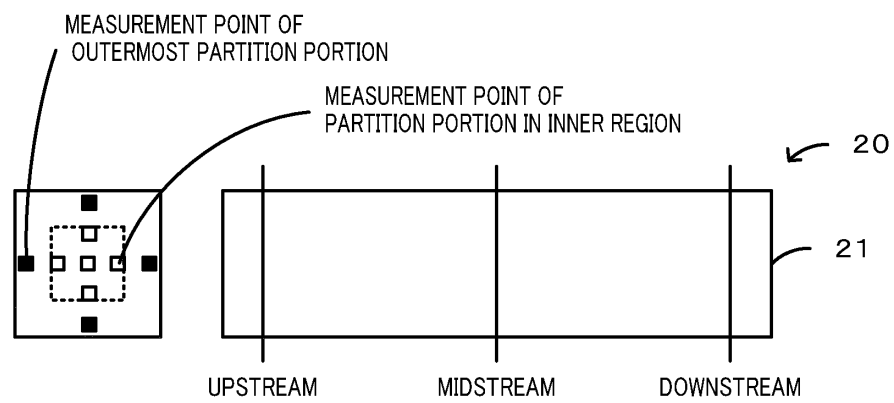 MEASUREMENT POINT OF
OUTERMOST PARTITION PORTION
MEASUREMENT POINT OF
PARTITION PORTION IN INNER REGION
20
21
UPSTREAM
MIDSTREAM
DOWNSTREAM